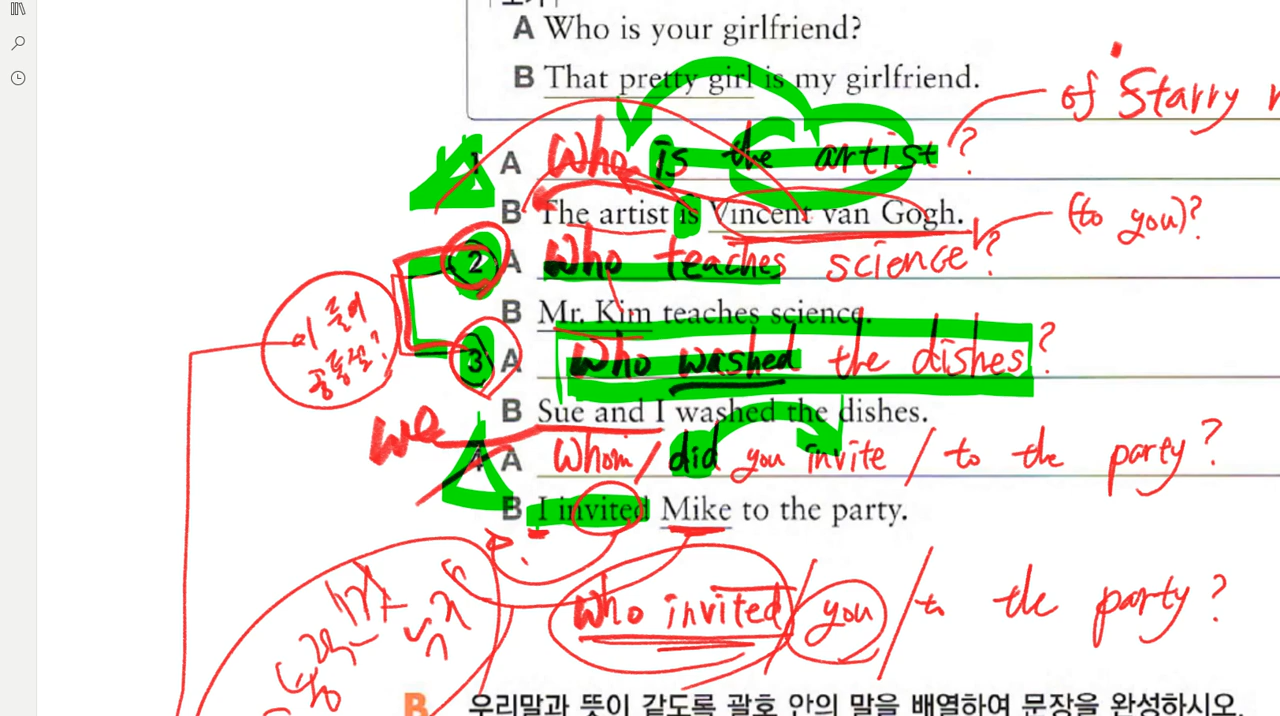 A Who is your girlfriend?
B That pretty girl is my girlfriend.
of Starry
1 A Who is the artist?
B The artist is Vincent van Gogh.
(to you)?
2 A Who teaches science?
B Mr. Kim teaches science.
이 둘이
공통점?
3 A Who washed the dishes?
B Sue and I washed the dishes.
we
4 A Whom / did you invite / to the party?
B I invited Mike to the party.
who invited / you / to the party?
B 우리말과 뜻이 같도록 괄호 안의 말을 배열하여 문장을 완성하시오.